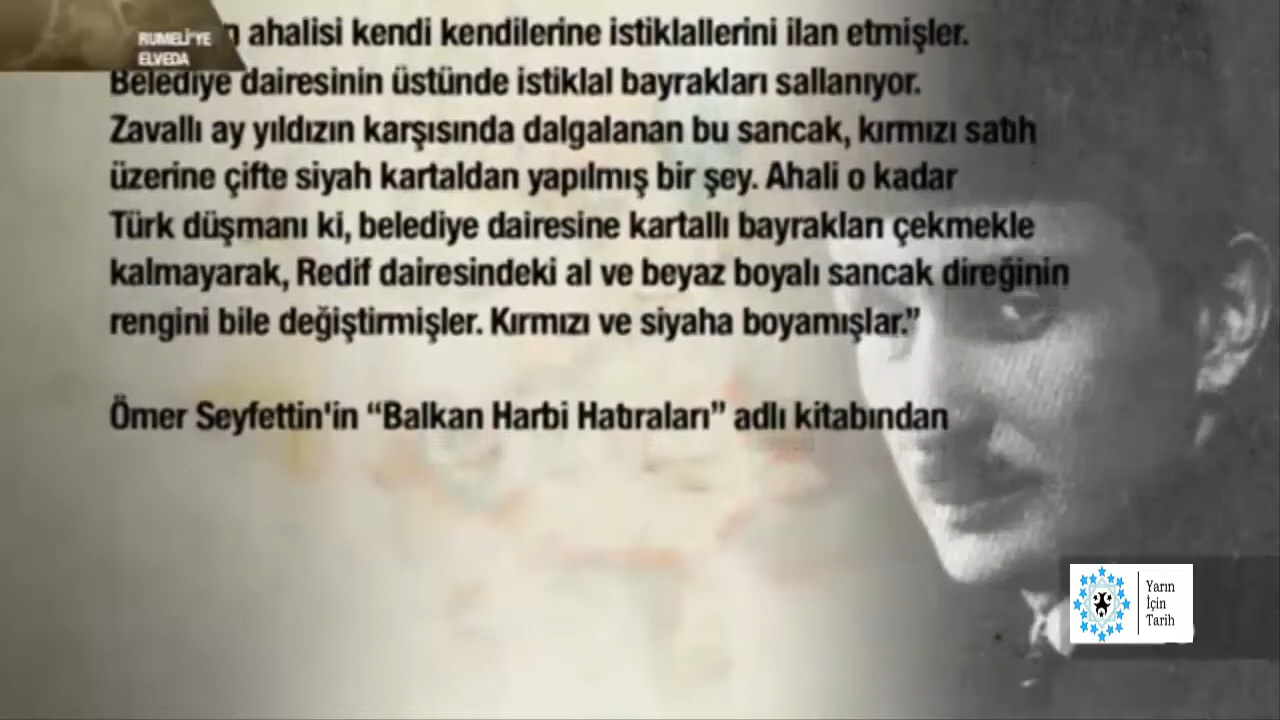 RUMELİ'YE
ELVEDA
ahalisi kendi kendilerine istiklallerini ilan etmişler.
Belediye dairesinin üstünde istiklal bayrakları sallanıyor.
Zavallı ay yıldızın karşısında dalgalanan bu sancak, kırmızı satıh
üzerine çifte siyah kartaldan yapılmış bir şey. Ahali o kadar
Türk düşmanı ki, belediye dairesine kartallı bayrakları çekmekle
kalmayarak, Redif dairesindeki al ve beyaz boyalı sancak direğinin
rengini bile değiştirmişler. Kırmızı ve siyaha boyamışlar.”
Ömer Seyfettin'in “Balkan Harbi Hatıraları” adlı kitabından
Yarın
İçin
Tarih